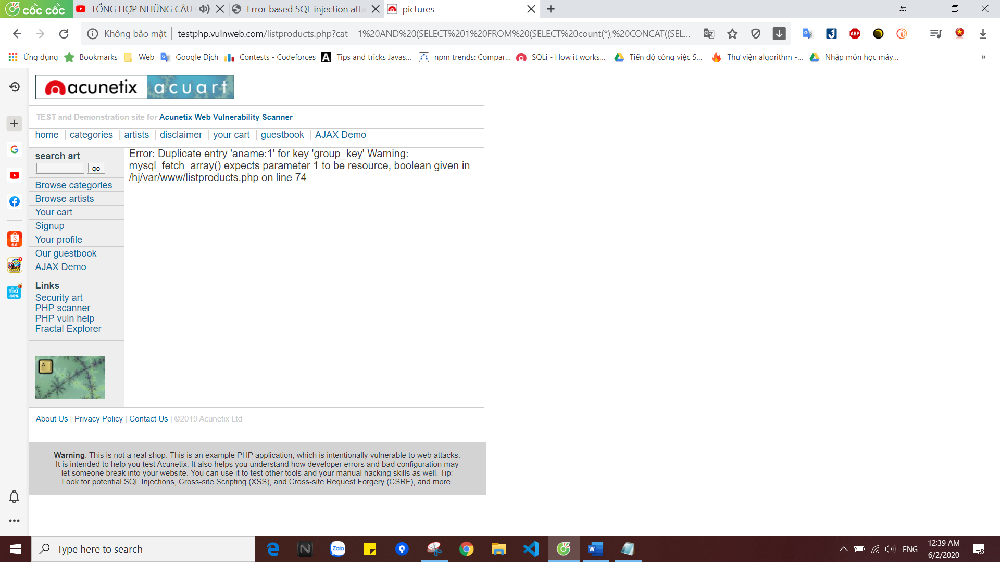 cốc cốc
TỔNG HỢP NHỮNG CÂU
Error based SQL injection atta
pictures
Không bảo mật
testphp.vulnweb.com/listproducts.php?cat=-1%20AND%20(SELECT%201%20FROM%20(SELECT%20count(*),%20CONCAT((SEL...
ABP
Ứng dụng
Bookmarks
Web
Google Dịch
Contests - Codeforces
A
Tips and tricks Javas...
npm trends: Compar...
SQLi - How it works...
Tiến độ công việc S...
Thư viện algorithm -...
Nhập môn học máy...
»
acunetix acuart
TEST and Demonstration site for Acunetix Web Vulnerability Scanner
home | categories | artists | disclaimer | your cart | guestbook | AJAX Demo
search art
go
Browse categories
Browse artists
Your cart
Signup
Your profile
Our guestbook
AJAX Demo
Links
Security art
PHP scanner
PHP vuln help
Fractal Explorer
A
Error: Duplicate entry 'aname:1' for key 'group_key' Warning:
mysql_fetch_array() expects parameter 1 to be resource, boolean given in
/hj/var/www/listproducts.php on line 74
6.6
TIKI
-50%
About Us | Privacy Policy | Contact Us | ©2019 Acunetix Ltd
Warning: This is not a real shop. This is an example PHP application, which is intentionally vulnerable to web attacks.
It is intended to help you test Acunetix. It also helps you understand how developer errors and bad configuration may
let someone break into your website. You can use it to test other tools and your manual hacking skills as well. Tip:
Look for potential SQL Injections, Cross-site Scripting (XSS), and Cross-site Request Forgery (CSRF), and more.
Type here to search
Zalo
ENG
12:39 AM
6/2/2020